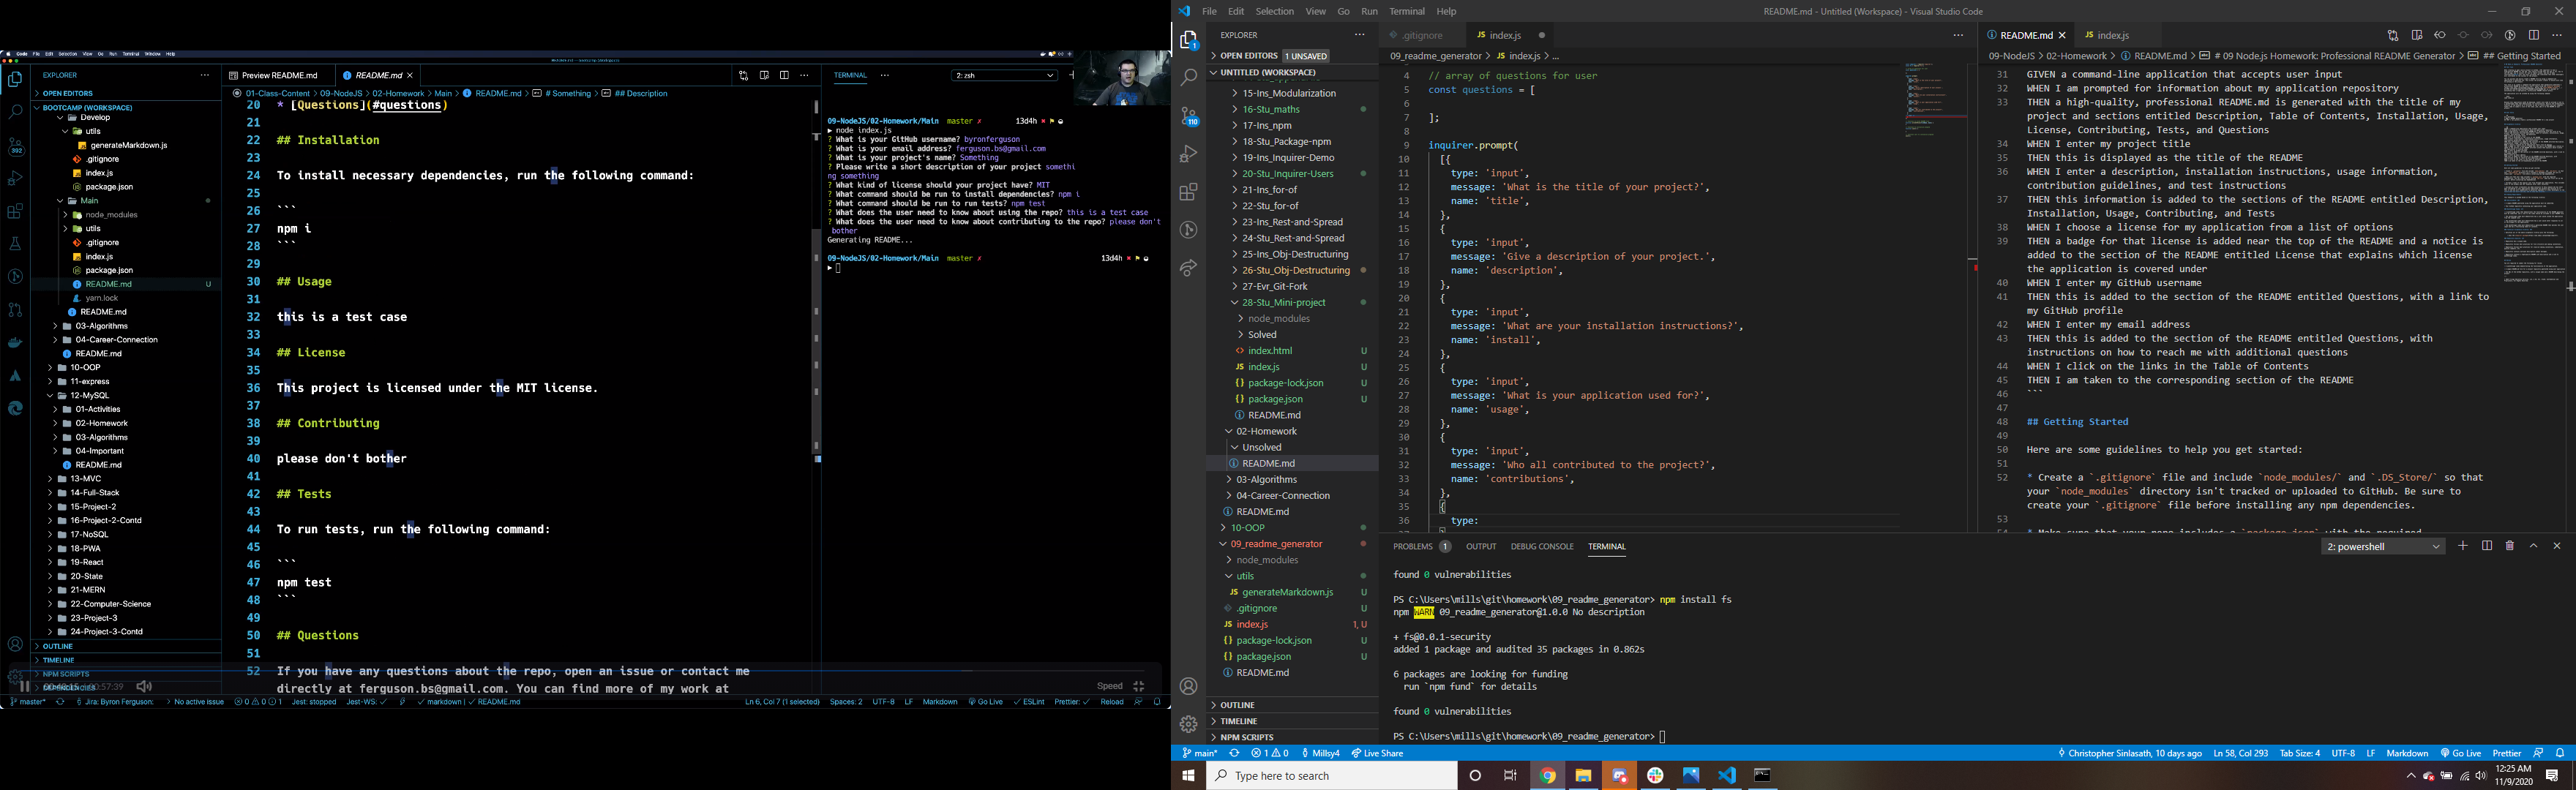 Code File Edit Selection View Go Run Terminal Window Help
EXPLORER
OPEN EDITORS
BOOTCAMP (WORKSPACE)
Develop
utils
generateMarkdown.js
.gitignore
index.js
package.json
Main
node_modules
utils
.gitignore
index.js
package.json
README.md U
yarn.lock
README.md
03-Algorithms
04-Career-Connection
README.md
10-OOP
11-express
12-MySQL
01-Activities
02-Homework
03-Algorithms
04-Important
README.md
13-MVC
14-Full-Stack
15-Project-2
16-Project-2-Contd
17-NoSQL
18-PWA
19-React
20-State
21-MERN
22-Computer-Science
23-Project-3
24-Project-3-Contd
OUTLINE
TIMELINE
NPM SCRIPTS
Preview README.md
README.md
01-Class-Content > 09-NodeJS > 02-Homework > Main > README.md > # Something > ## Description
20 * [Questions](#questions)
21
22 ## Installation
23
24 To install necessary dependencies, run the following command:
25
26 ```
27 npm i
28 ```
29
30 ## Usage
31
32 this is a test case
33
34 ## License
35
36 This project is licensed under the MIT license.
37
38 ## Contributing
39
40 please don't bother
41
42 ## Tests
43
44 To run tests, run the following command:
45
46 ```
47 npm test
48 ```
49
50 ## Questions
51
52 If you have any questions about the repo, open an issue or contact me
directly at ferguson.bs@gmail.com. You can find more of my work at
Speed
TERMINAL
2: zsh
09-NodeJS/02-Homework/Main master ✗ 13d4h
▶ node index.js
? What is your GitHub username? byronferguson
? What is your email address? ferguson.bs@gmail.com
? What is your project's name? Something
? Please write a short description of your project somethi
ng something
? What kind of license should your project have? MIT
? What command should be run to install dependencies? npm i
? What command should be run to run tests? npm test
? What does the user need to know about using the repo? this is a test case
? What does the user need to know about contributing to the repo? please don't
bother
Generating README...
09-NodeJS/02-Homework/Main master ✗ 13d4h
master* Jira: Byron Ferguson: No active issue 0 0 1 Jest: stopped Jest-WS: ✓ ✓ markdown | ✓ README.md
Ln 6, Col 7 (1 selected) Spaces: 2 UTF-8 LF Markdown Go Live ✓ ESLint Prettier: ✓ Reload
File Edit Selection View Go Run Terminal Help
README.md - Untitled (Workspace) - Visual Studio Code
EXPLORER
OPEN EDITORS 1 UNSAVED
UNTITLED (WORKSPACE)
15-Ins_Modularization
16-Stu_maths
17-Ins_npm
18-Stu_Package-npm
19-Ins_Inquirer-Demo
20-Stu_Inquirer-Users
21-Ins_for-of
22-Stu_for-of
23-Ins_Rest-and-Spread
24-Stu_Rest-and-Spread
25-Ins_Obj-Destructuring
26-Stu_Obj-Destructuring
27-Evr_Git-Fork
28-Stu_Mini-project
node_modules
Solved
index.html U
index.js U
package-lock.json U
package.json U
README.md
02-Homework
Unsolved
README.md
03-Algorithms
04-Career-Connection
README.md
10-OOP
09_readme_generator
node_modules
utils
generateMarkdown.js U
.gitignore U
index.js 1, U
package-lock.json U
package.json U
README.md
OUTLINE
TIMELINE
NPM SCRIPTS
.gitignore
index.js
09_readme_generator > index.js > ...
4 // array of questions for user
5 const questions = [
6
7 ];
8
9 inquirer.prompt(
10 [{
11 type: 'input',
12 message: 'What is the title of your project?',
13 name: 'title',
14 },
15 {
16 type: 'input',
17 message: 'Give a description of your project.',
18 name: 'description',
19 },
20 {
21 type: 'input',
22 message: 'What are your installation instructions?',
23 name: 'install',
24 },
25 {
26 type: 'input',
27 message: 'What is your application used for?',
28 name: 'usage',
29 },
30 {
31 type: 'input',
32 message: 'Who all contributed to the project?',
33 name: 'contributions',
34 },
35 {
36 type:
README.md
index.js
09-NodeJS > 02-Homework > README.md > # 09 Node.js Homework: Professional README Generator > ## Getting Started
31 GIVEN a command-line application that accepts user input
32 WHEN I am prompted for information about my application repository
33 THEN a high-quality, professional README.md is generated with the title of my
project and sections entitled Description, Table of Contents, Installation, Usage,
License, Contributing, Tests, and Questions
34 WHEN I enter my project title
35 THEN this is displayed as the title of the README
36 WHEN I enter a description, installation instructions, usage information,
contribution guidelines, and test instructions
37 THEN this information is added to the sections of the README entitled Description,
Installation, Usage, Contributing, and Tests
38 WHEN I choose a license for my application from a list of options
39 THEN a badge for that license is added near the top of the README and a notice is
added to the section of the README entitled License that explains which license
the application is covered under
40 WHEN I enter my GitHub username
41 THEN this is added to the section of the README entitled Questions, with a link to
my GitHub profile
42 WHEN I enter my email address
43 THEN this is added to the section of the README entitled Questions, with
instructions on how to reach me with additional questions
44 WHEN I click on the links in the Table of Contents
45 THEN I am taken to the corresponding section of the README
46 ```
47
48 ## Getting Started
49
50 Here are some guidelines to help you get started:
51
52 * Create a `.gitignore` file and include `node_modules/` and `.DS_Store/` so that
your `node_modules` directory isn't tracked or uploaded to GitHub. Be sure to
create your `.gitignore` file before installing any npm dependencies.
53
PROBLEMS 1 OUTPUT DEBUG CONSOLE TERMINAL
2: powershell
found 0 vulnerabilities
PS C:\Users\mills\git\homework\09_readme_generator> npm install fs
npm WARN 09_readme_generator@1.0.0 No description
+ fs@0.0.1-security
added 1 package and audited 35 packages in 0.862s
6 packages are looking for funding
run `npm fund` for details
found 0 vulnerabilities
PS C:\Users\mills\git\homework\09_readme_generator>
main* 1 0 Millsy4 Live Share
Christopher Sinlasath, 10 days ago Ln 58, Col 293 Tab Size: 4 UTF-8 LF Markdown Go Live Prettier
Type here to search
12:25 AM
11/9/2020